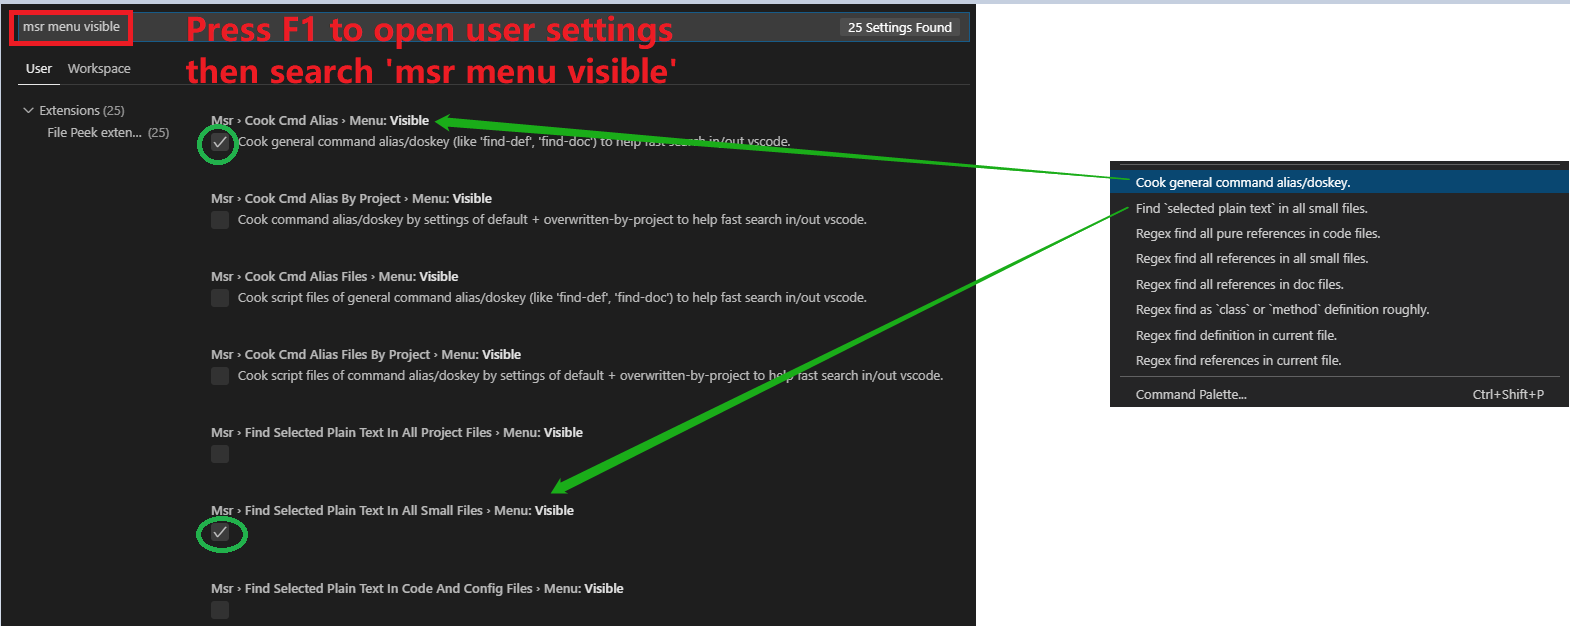 msr menu visible
Press F1 to open user settings
then search 'msr menu visible'
25 Settings Found
User
Workspace
Extensions (25)
File Peek exten... (25)
Msr › Cook Cmd Alias › Menu: Visible
Cook general command alias/doskey (like 'find-def', 'find-doc') to help fast search in/out vscode.
Msr › Cook Cmd Alias By Project › Menu: Visible
Cook command alias/doskey by settings of default + overwritten-by-project to help fast search in/out vscode.
Msr › Cook Cmd Alias Files › Menu: Visible
Cook script files of general command alias/doskey (like 'find-def', 'find-doc') to help fast search in/out vscode.
Msr › Cook Cmd Alias Files By Project › Menu: Visible
Cook script files of command alias/doskey by settings of default + overwritten-by-project to help fast search in/out vscode.
Msr › Find Selected Plain Text In All Project Files › Menu: Visible
Msr › Find Selected Plain Text In All Small Files › Menu: Visible
Msr › Find Selected Plain Text In Code And Config Files › Menu: Visible
Cook general command alias/doskey.
Find `selected plain text` in all small files.
Regex find all pure references in code files.
Regex find all references in all small files.
Regex find all references in doc files.
Regex find as `class` or `method` definition roughly.
Regex find definition in current file.
Regex find references in current file.
Command Palette... Ctrl+Shift+P